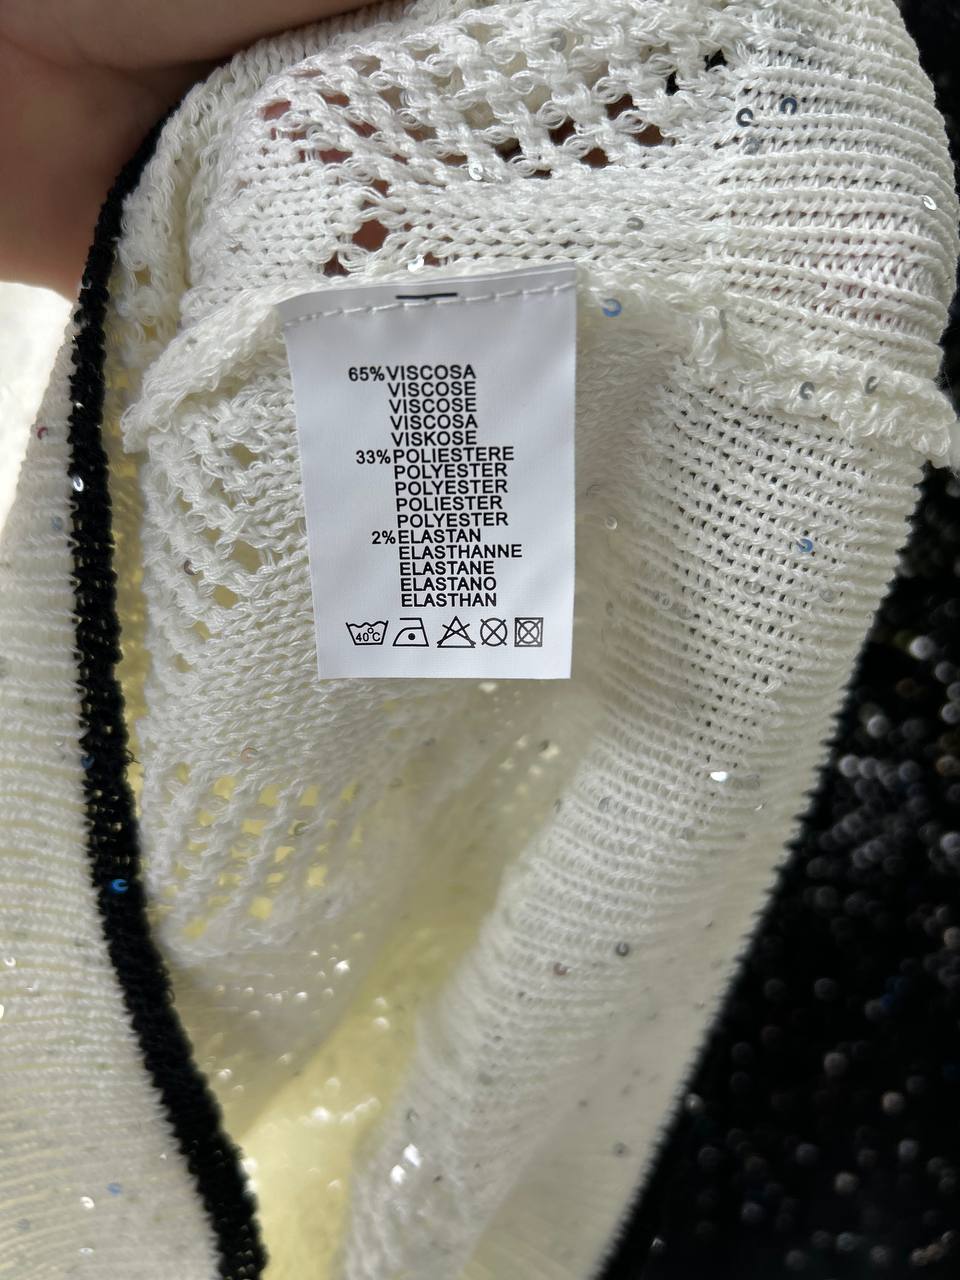 65%VISCOSA
VISCOSE
VISCOSE
VISCOSA
VISKOSE
33%POLIESTERE
POLYESTER
POLYESTER
POLIESTER
POLYESTER
2%ELASTAN
ELASTHANNE
ELASTANE
ELASTANO
ELASTHAN
40°C